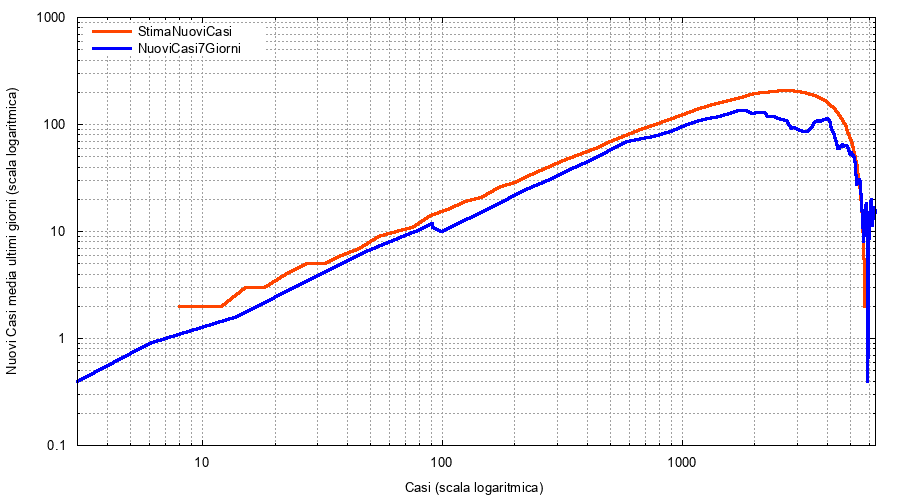 1000
StimaNuoviCasi
NuoviCasi7Giorni
100
10
1
0.1
Nuovi Casi media ultimi giorni (scala logaritmica)
10 100 1000
Casi (scala logaritmica)